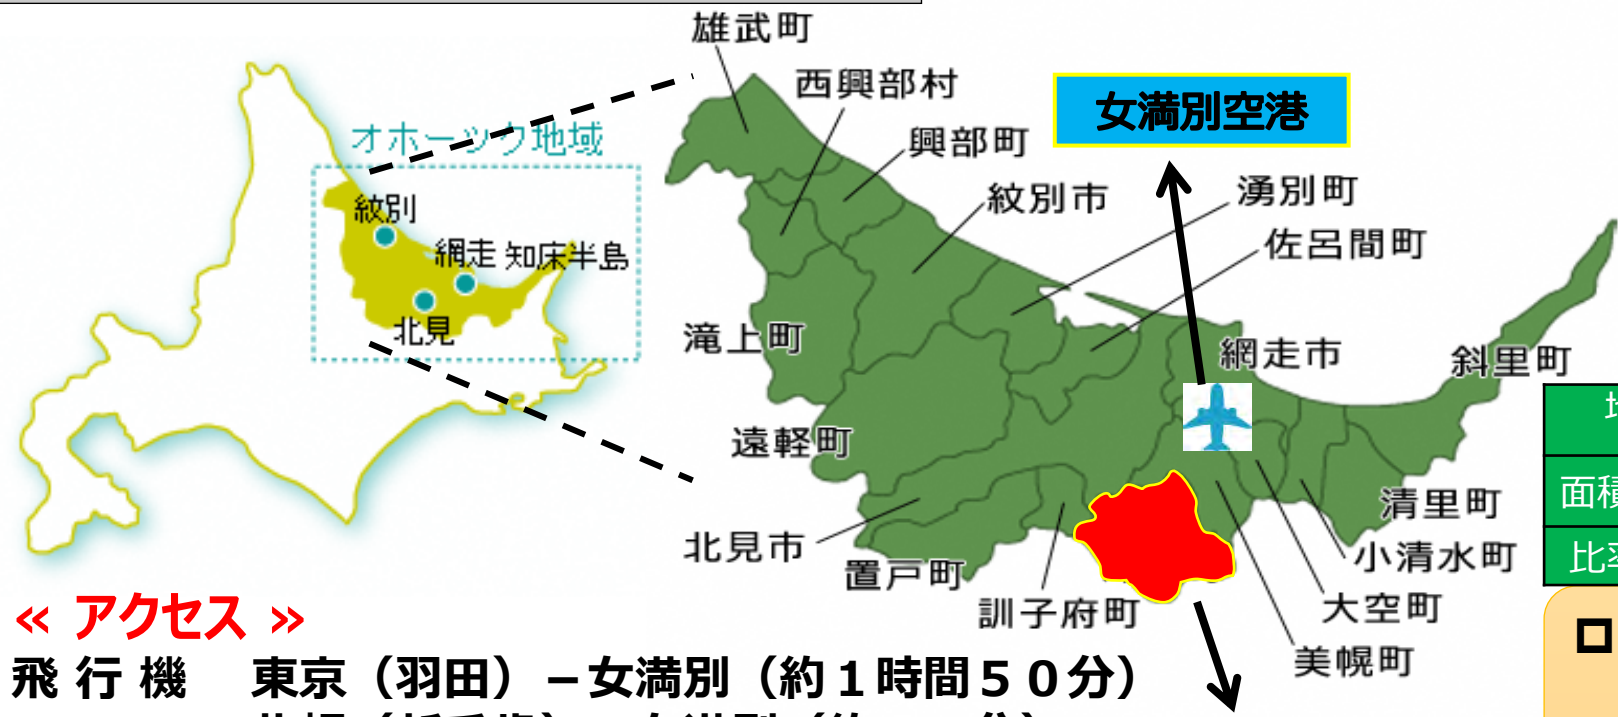 雄武町
西興部村
女満別空港
興部町
オホーツク地域
湧別町
紋別市
紋別
佐呂間町
網走 知床半島
北見
滝上町
網走市
斜里町
遠軽町
面積
清里町
北見市
小清水町
比率
置戸町
訓子府町
大空町
« アクセス »
美幌町
飛行機 東京（羽田）－女満別（約１時間５０分）